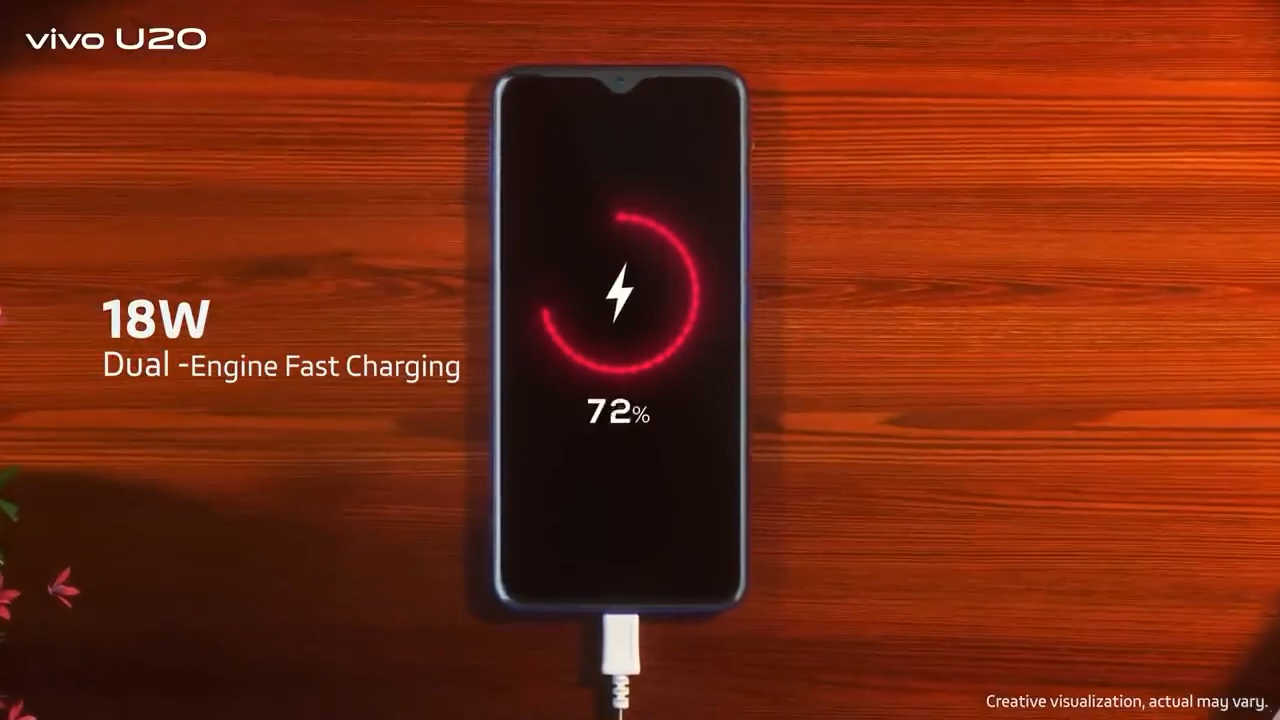 vivo U20
18W
Dual -Engine Fast Charging
72%
Creative visualization, actual may vary.